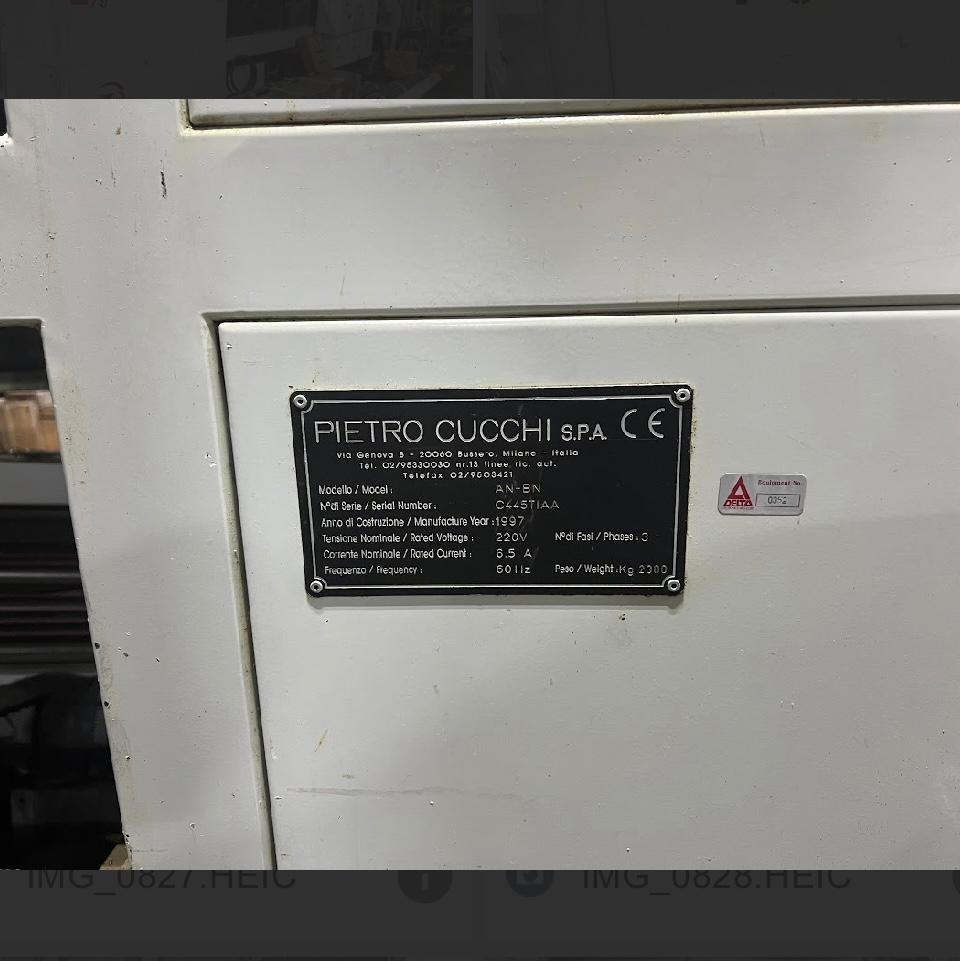 PIETRO CUCCHI S.P.A. CE
Via Genova 5 - 20060 Bussero, Milano - Italia
Tel. 02/95330030 nr.15 linee ric. aut.
Telefax 02/9503421
Modello / Model : AN-BN
N°di Serie / Serial Number : C445TIAA
Anno di Costruzione / Manufacture Year : 1997
Tensione Nominale / Rated Voltage : 220V N°di Fasi / Phases : 3
Corrente Nominale / Rated Current : 6.5 A
Frequenza / Frequency : 60Hz Peso / Weight : Kg 2300
Equipment No
DELTA
0352
IMG_0827.HEIC
IMG_0828.HEIC